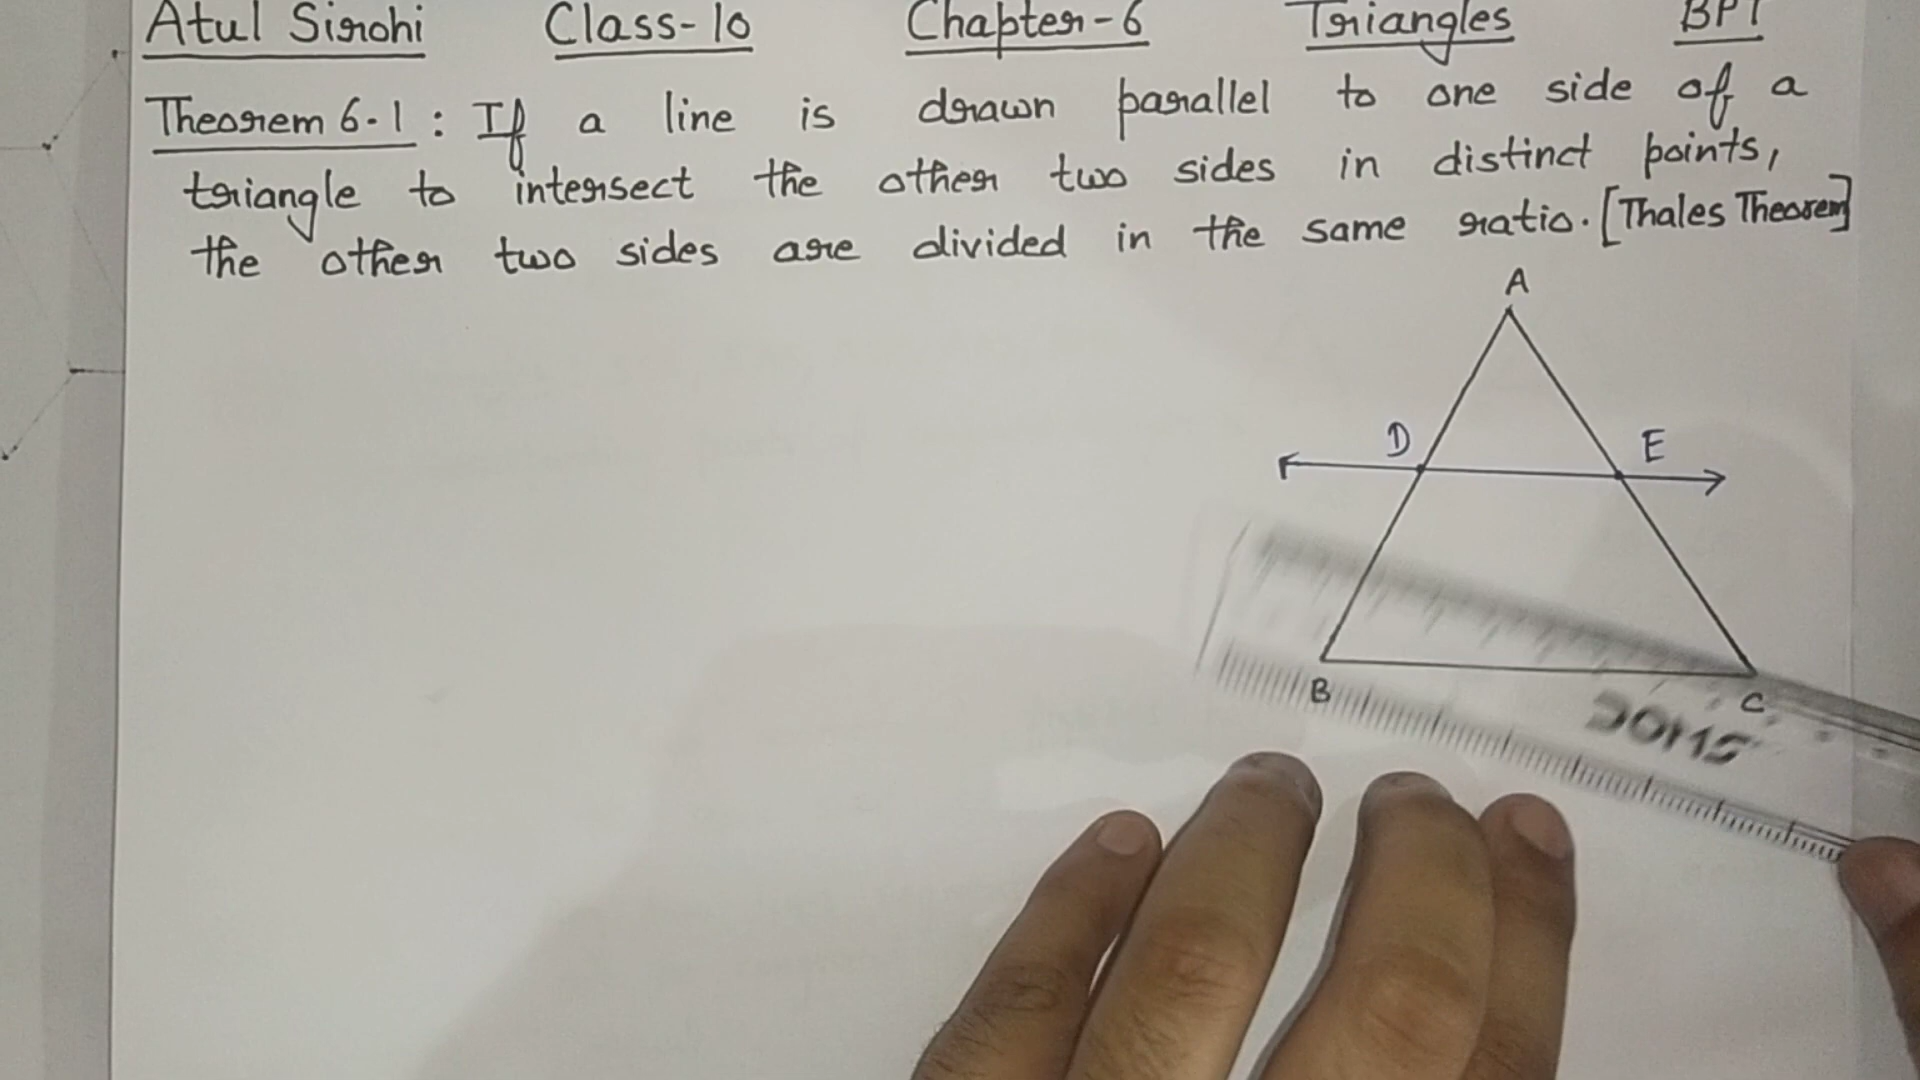 Atul Sirohi Class-10 Chapter-6 Triangles BPT
Theorem 6.1 : If a line is drawn parallel to one side of a
triangle to intersect the other two sides in distinct points,
the other two sides are divided in the same ratio. [Thales Theorem]
A
D E
B C
DOMS